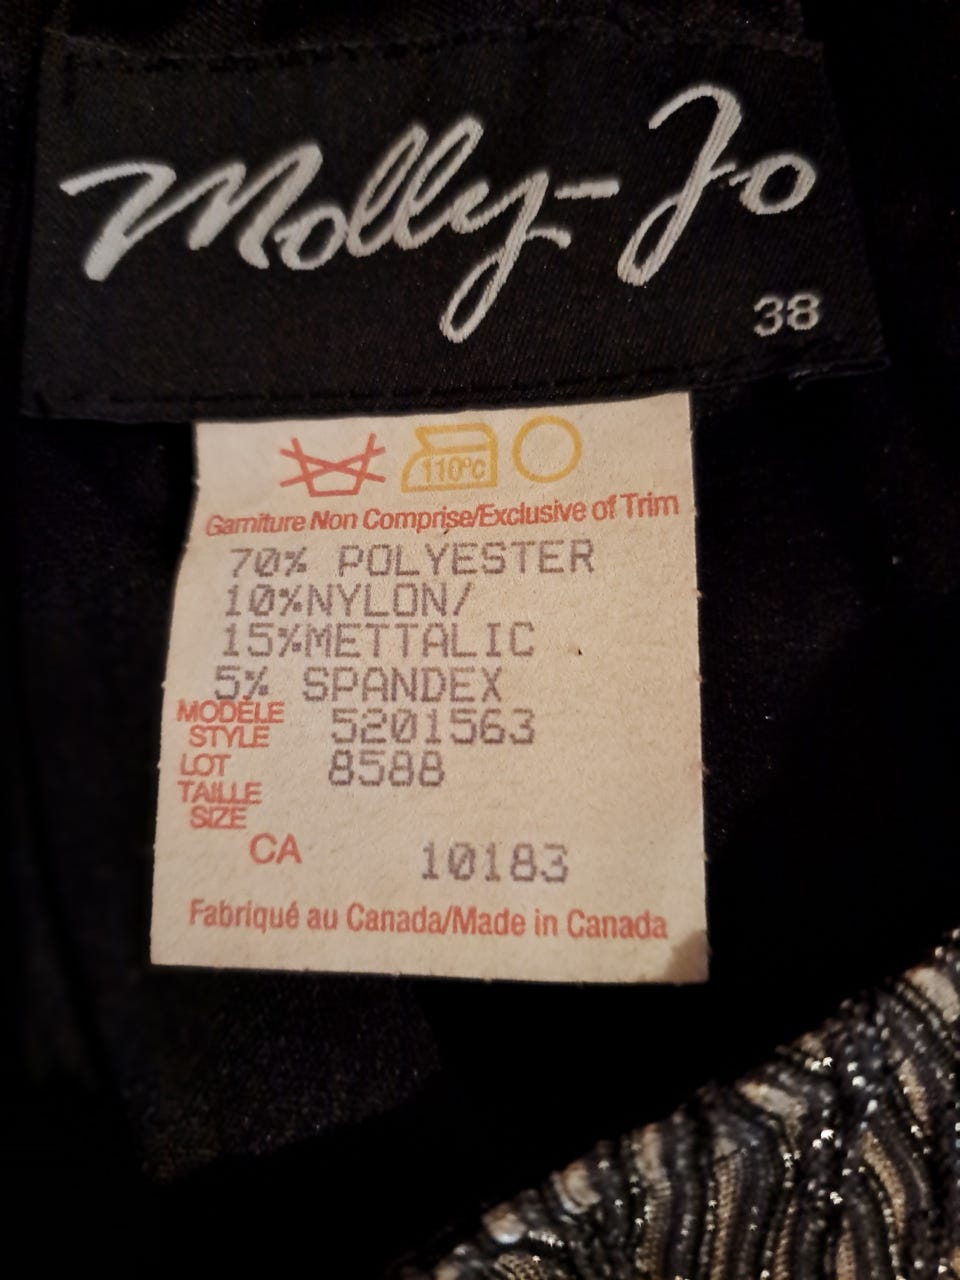 Molly-Jo
38
110°c
Garniture Non Comprise/Exclusive of Trim
70% POLYESTER
10%NYLON/
15%METTALIC
5% SPANDEX
MODÈLE
STYLE 5201563
LOT 8588
TAILLE
SIZE
CA 10183
Fabriqué au Canada/Made in Canada